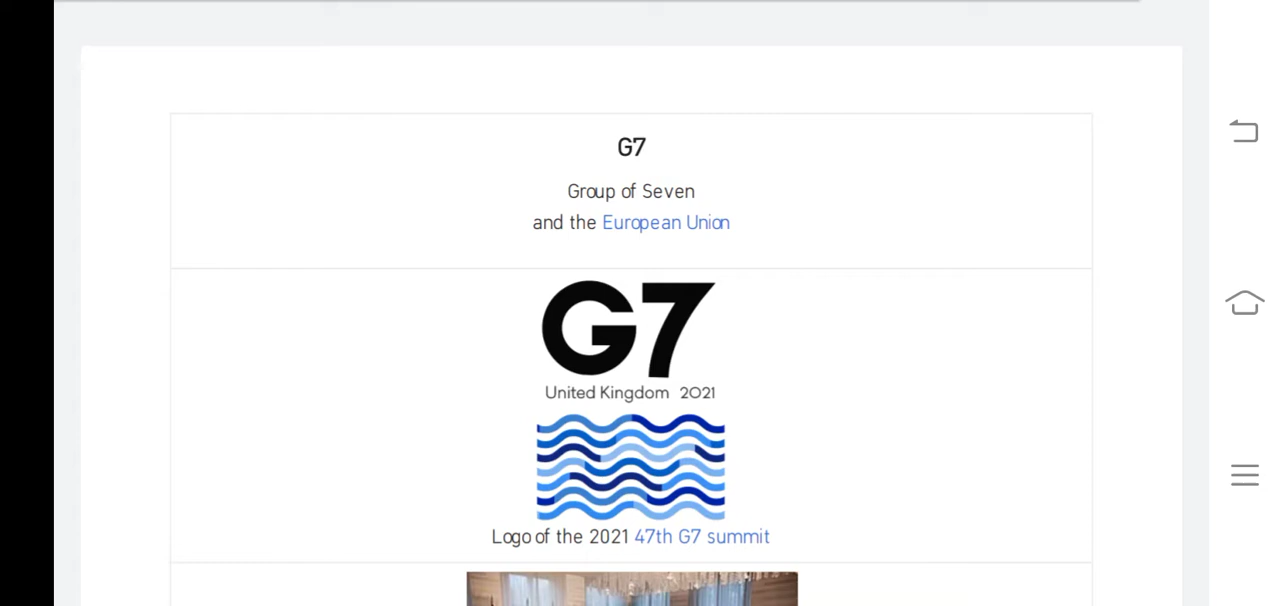 G7
Group of Seven
and the European Union
G7
United Kingdom 2021
Logo of the 2021 47th G7 summit